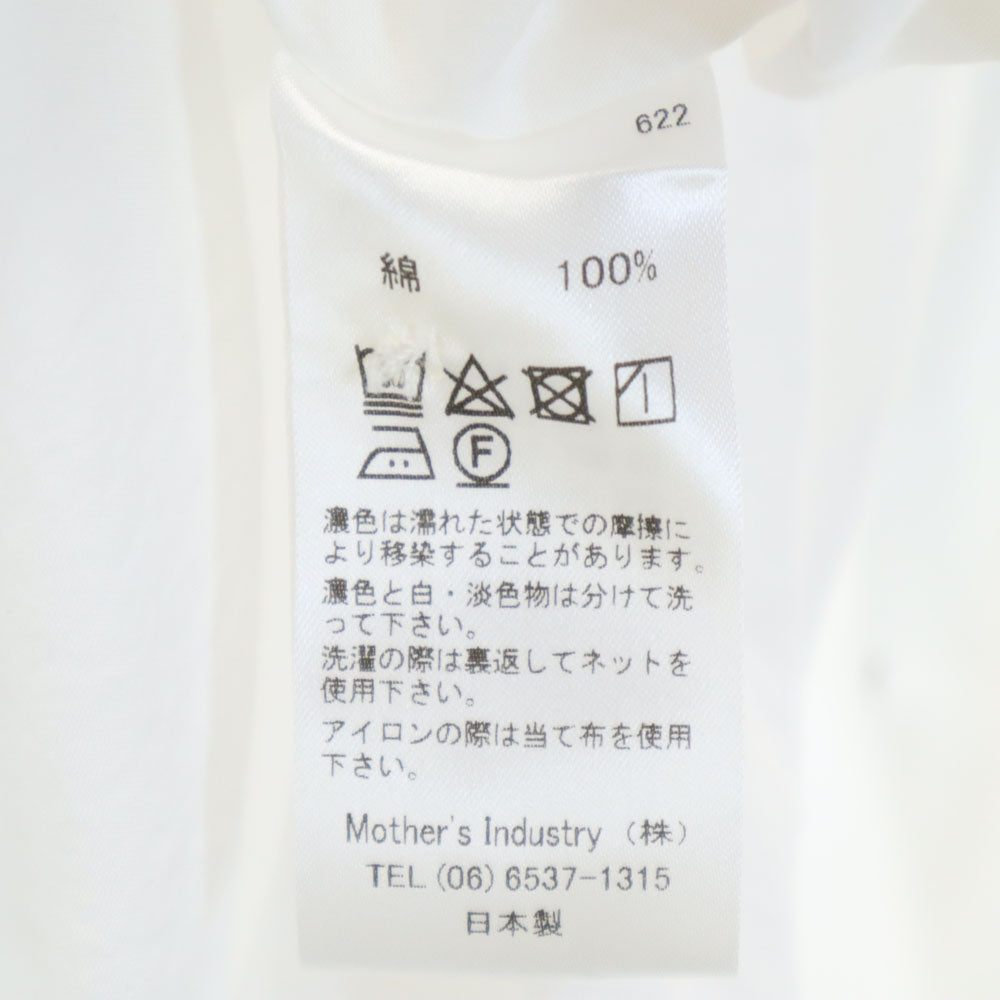 622
綿 100%
F
濃色は濡れた状態での摩擦に
より移染することがあります。
濃色と白・淡色物は分けて洗
って下さい。
洗濯の際は裏返してネットを
使用下さい。
アイロンの際は当て布を使用
下さい。
Mother's Industry (株)
TEL (06) 6537-1315
日本製